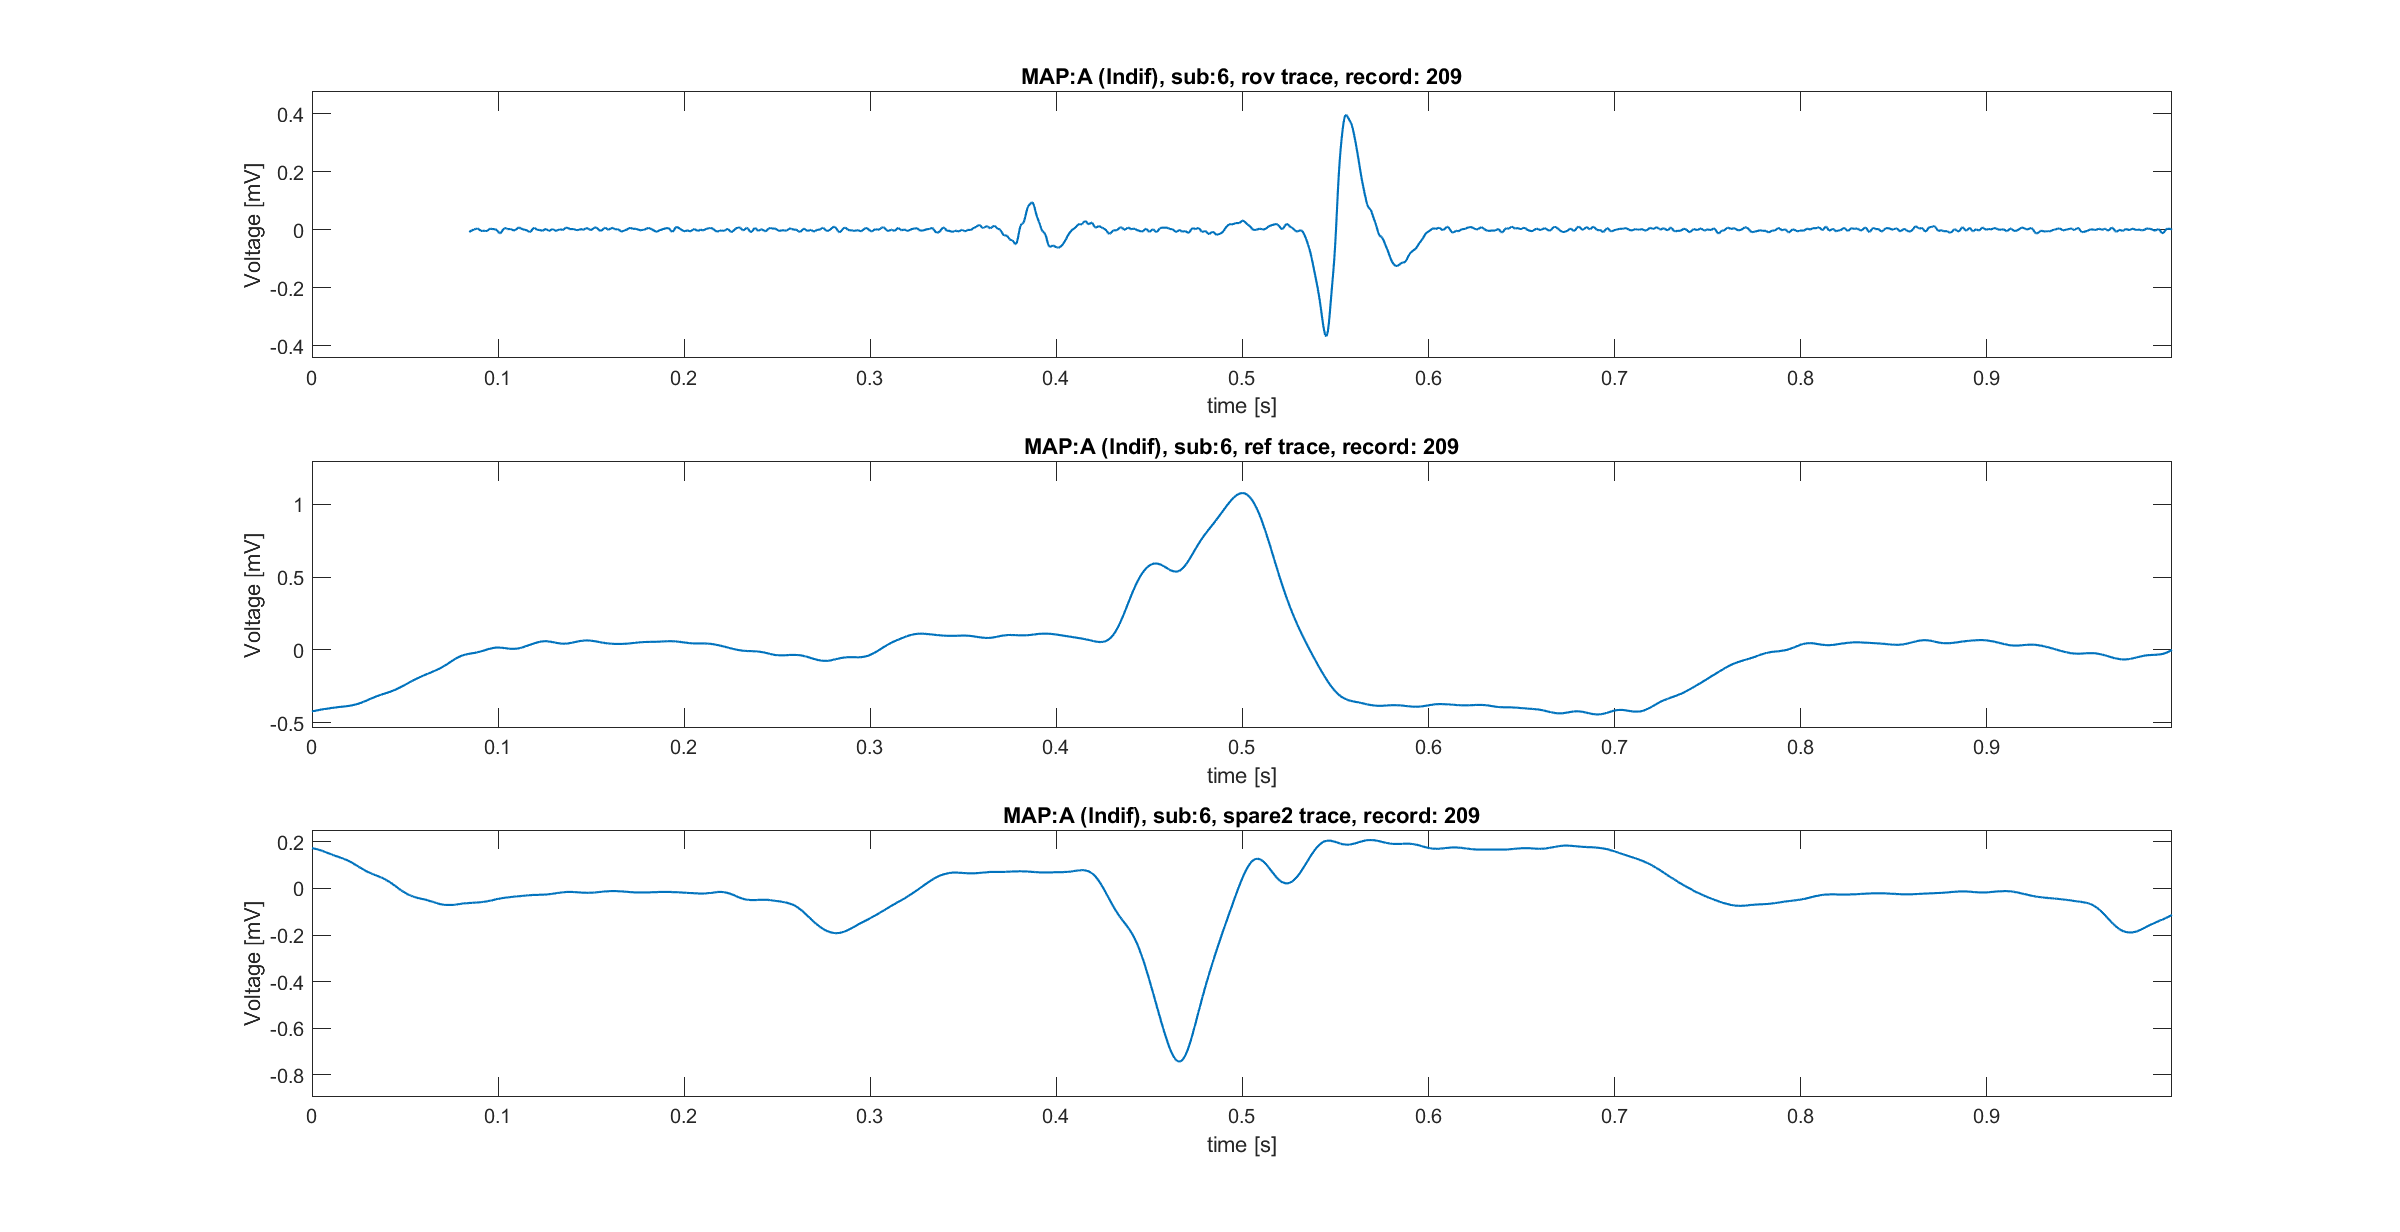 MAP:A (Indif), sub:6, rov trace, record: 209
0.4
0.2
0
-0.2
-0.4
Voltage [mV]
0 0.1 0.2 0.3 0.4 0.5 0.6 0.7 0.8 0.9
time [s]
MAP:A (Indif), sub:6, ref trace, record: 209
1
0.5
0
-0.5
Voltage [mV]
0 0.1 0.2 0.3 0.4 0.5 0.6 0.7 0.8 0.9
time [s]
MAP:A (Indif), sub:6, spare2 trace, record: 209
0.2
0
-0.2
-0.4
-0.6
-0.8
Voltage [mV]
0 0.1 0.2 0.3 0.4 0.5 0.6 0.7 0.8 0.9
time [s]